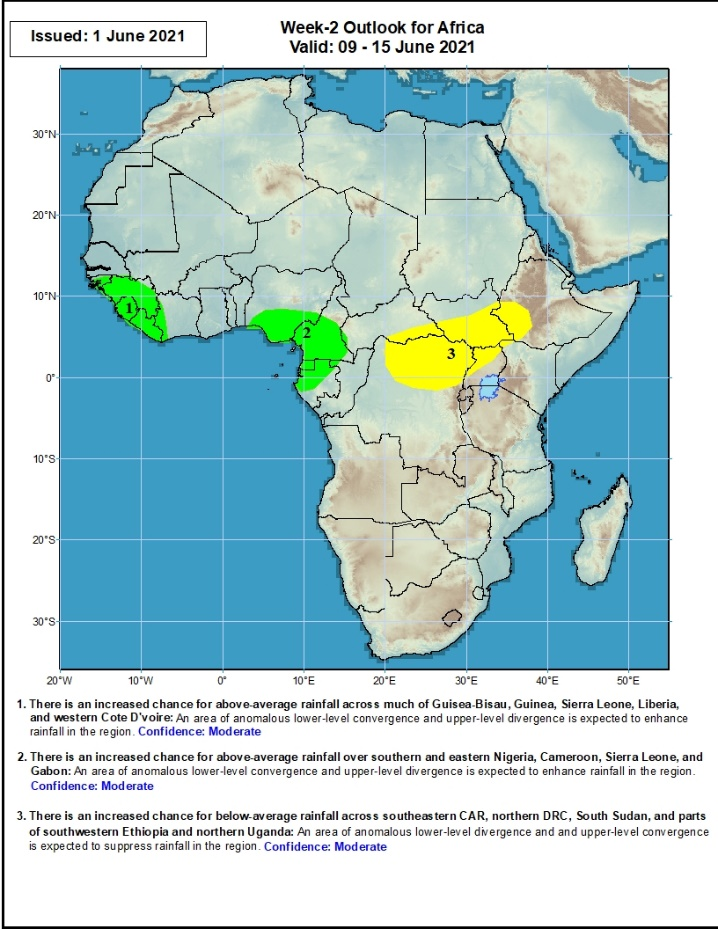 Issued: 1 June 2021
Week-2 Outlook for Africa
Valid: 09 - 15 June 2021
30°N
20°N
10°N
0°
10°S
20°S
30°S
1
2
3
20°W
10°W
0°
10°E
20°E
30°E
40°E
50°E
1. There is an increased chance for above-average rainfall across much of Guisea-Bisau, Guinea, Sierra Leone, Liberia,
and western Cote D'voire: An area of anomalous lower-level convergence and upper-level divergence is expected to enhance
rainfall in the region. Confidence: Moderate
2. There is an increased chance for above-average rainfall over southern and eastern Nigeria, Cameroon, Sierra Leone, and
Gabon: An area of anomalous lower-level convergence and upper-level divergence is expected to enhance rainfall in the region.
Confidence: Moderate
3. There is an increased chance for below-average rainfall across southeastern CAR, northern DRC, South Sudan, and parts
of southwestern Ethiopia and northern Uganda: An area of anomalous lower-level divergence and and upper-level convergence
is expected to suppress rainfall in the region. Confidence: Moderate